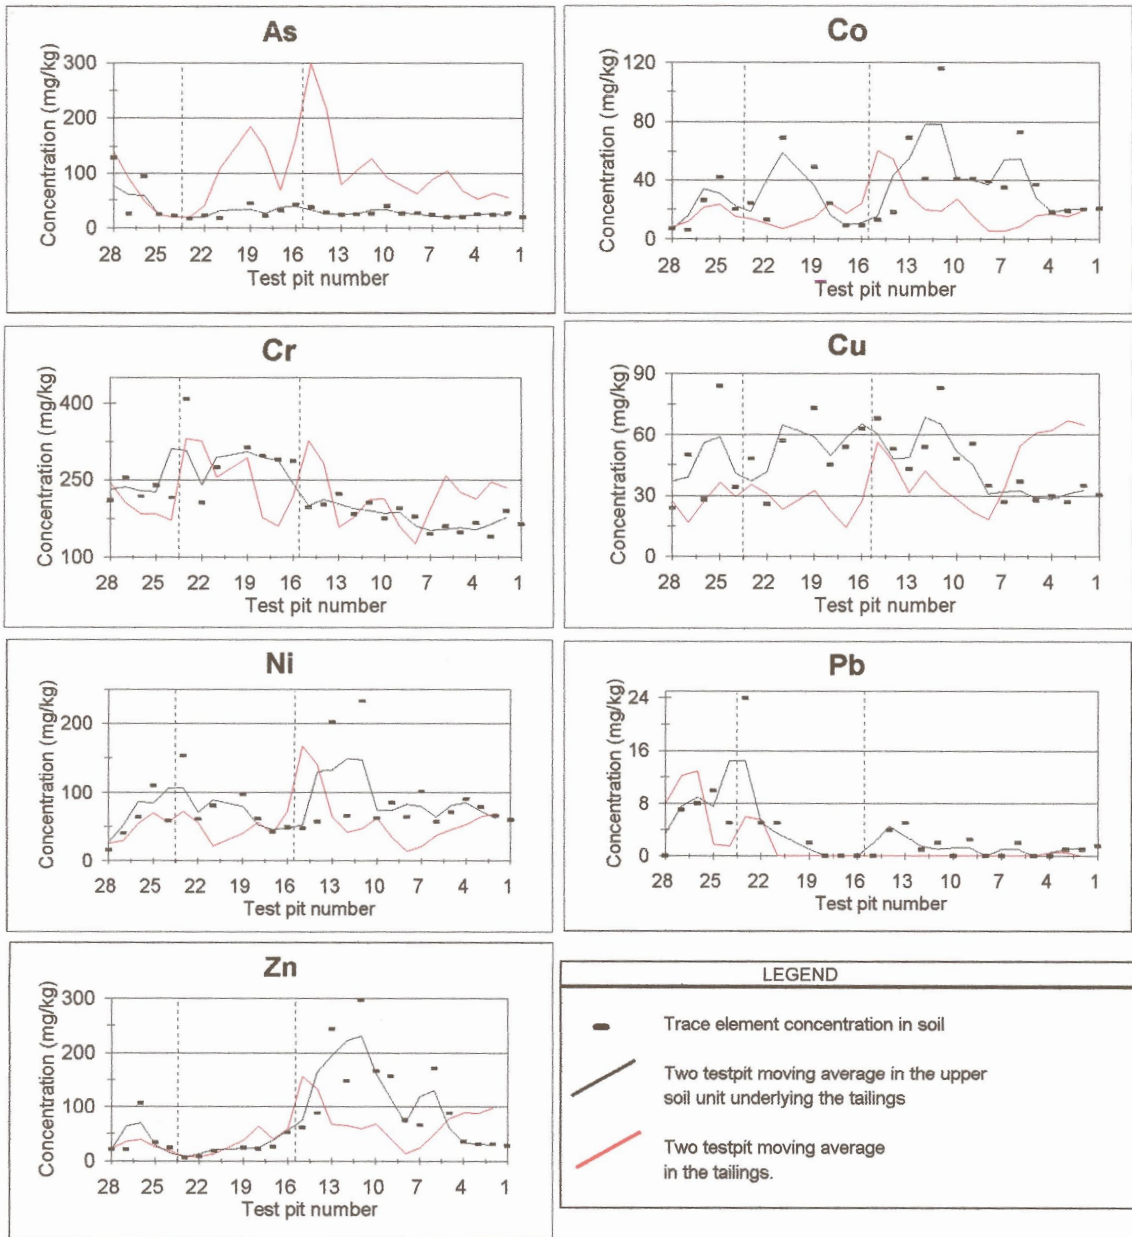 As
Concentration (mg/kg)
300
200
100
0
28 25 22 19 16 13 10 7 4 1
Test pit number
Co
Concentration (mg/kg)
120
80
40
0
28 25 22 19 16 13 10 7 4 1
Test pit number
Cr
Concentration (mg/kg)
400
250
100
28 25 22 19 16 13 10 7 4 1
Test pit number
Cu
Concentration (mg/kg)
90
60
30
0
28 25 22 19 16 13 10 7 4 1
Test pit number
Ni
Concentration (mg/kg)
200
100
0
28 25 22 19 16 13 10 7 4 1
Test pit number
Pb
Concentration (mg/kg)
24
16
8
0
28 25 22 19 16 13 10 7 4 1
Test pit number
Zn
Concentration (mg/kg)
300
200
100
0
28 25 22 19 16 13 10 7 4 1
Test pit number
LEGEND
Trace element concentration in soil
Two testpit moving average in the upper
soil unit underlying the tailings
Two testpit moving average
in the tailings.